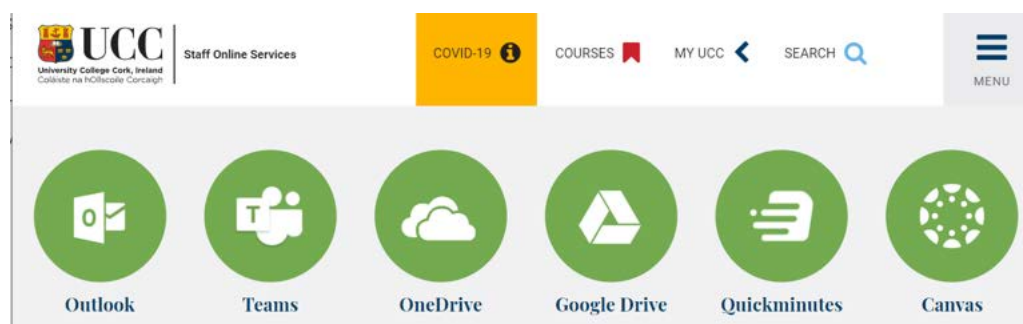 UCC
University College Cork, Ireland
Coláiste na hOllscoile Corcaigh
Staff Online Services
COVID-19
COURSES
MY UCC
SEARCH
MENU
Outlook
Teams
OneDrive
Google Drive
Quickminutes
Canvas